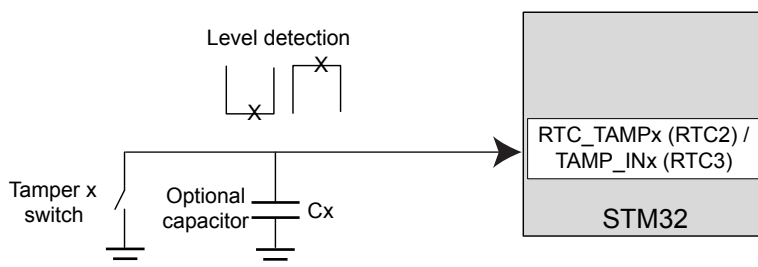 Level detection
X
X
RTC_TAMPx (RTC2) /
TAMP_INx (RTC3)
Tamper x
switch
Optional
capacitor
Cx
STM32